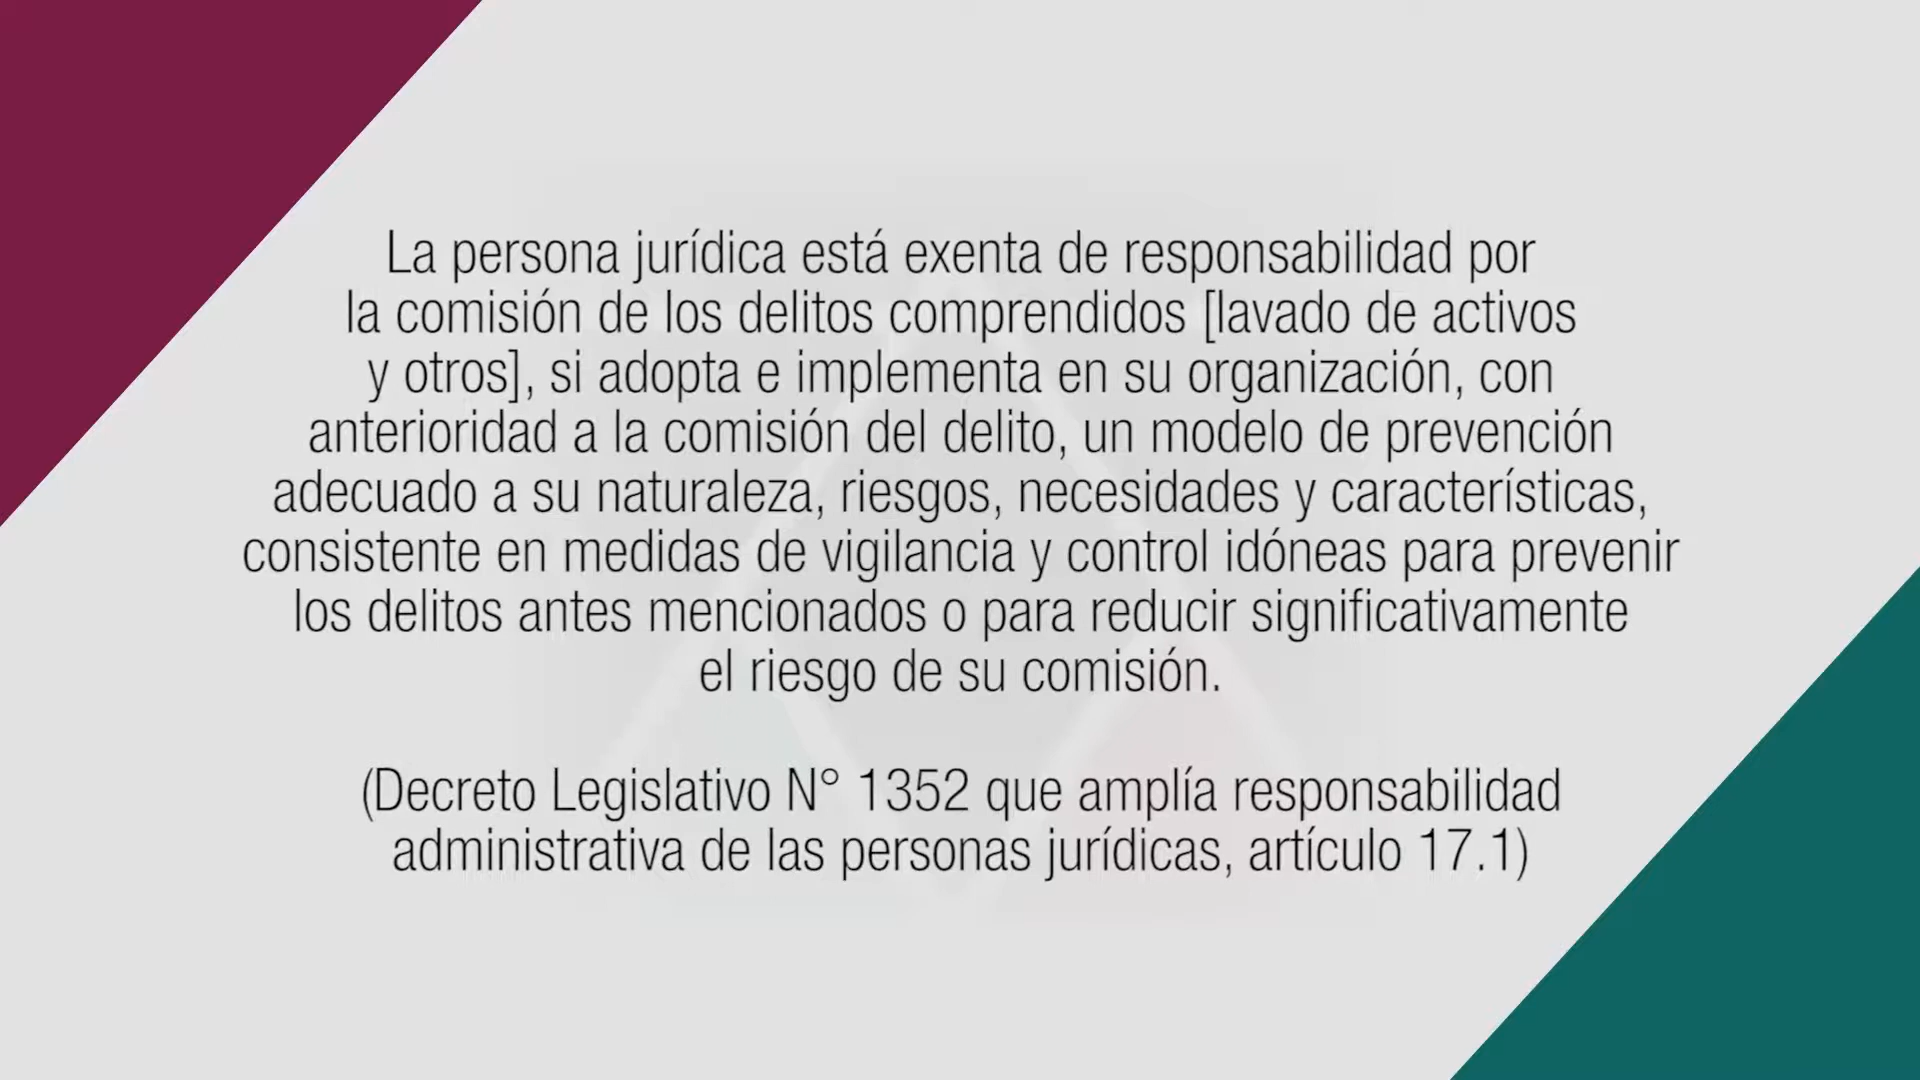 La persona jurídica está exenta de responsabilidad por
la comisión de los delitos comprendidos [lavado de activos
y otros], si adopta e implementa en su organización, con
anterioridad a la comisión del delito, un modelo de prevención
adecuado a su naturaleza, riesgos, necesidades y características,
consistente en medidas de vigilancia y control idóneas para prevenir
los delitos antes mencionados o para reducir significativamente
el riesgo de su comisión.
(Decreto Legislativo N° 1352 que amplía responsabilidad
administrativa de las personas jurídicas, artículo 17.1)